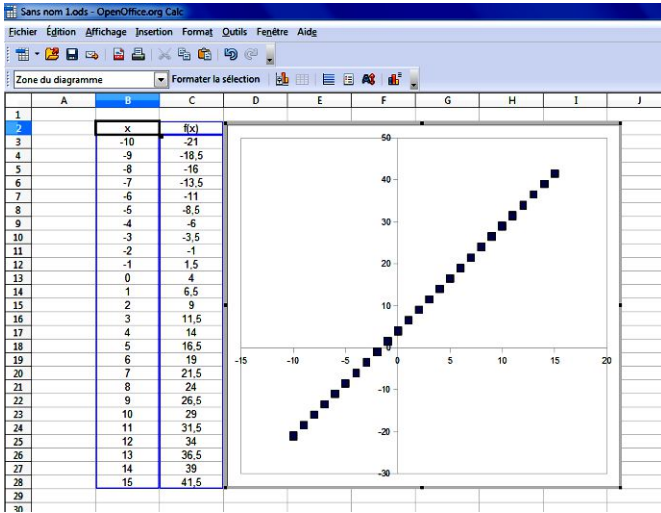 Sans nom 1.ods - OpenOffice.org Calc
Fichier Édition Affichage Insertion Format Outils Fenêtre Aide
Zone du diagramme Formater la sélection
A B C D E F G H I J
1
2 x f(x)
3 -10 -21
4 -9 -18,5
5 -8 -16
6 -7 -13,5
7 -6 -11
8 -5 -8,5
9 -4 -6
10 -3 -3,5
11 -2 -1
12 -1 1,5
13 0 4
14 1 6,5
15 2 9
16 3 11,5
17 4 14
18 5 16,5
19 6 19
20 7 21,5
21 8 24
22 9 26,5
23 10 29
24 11 31,5
25 12 34
26 13 36,5
27 14 39
28 15 41,5
29
30
50
40
30
20
10
0
-15 -10 -5 0 5 10 15 20
-10
-20
-30